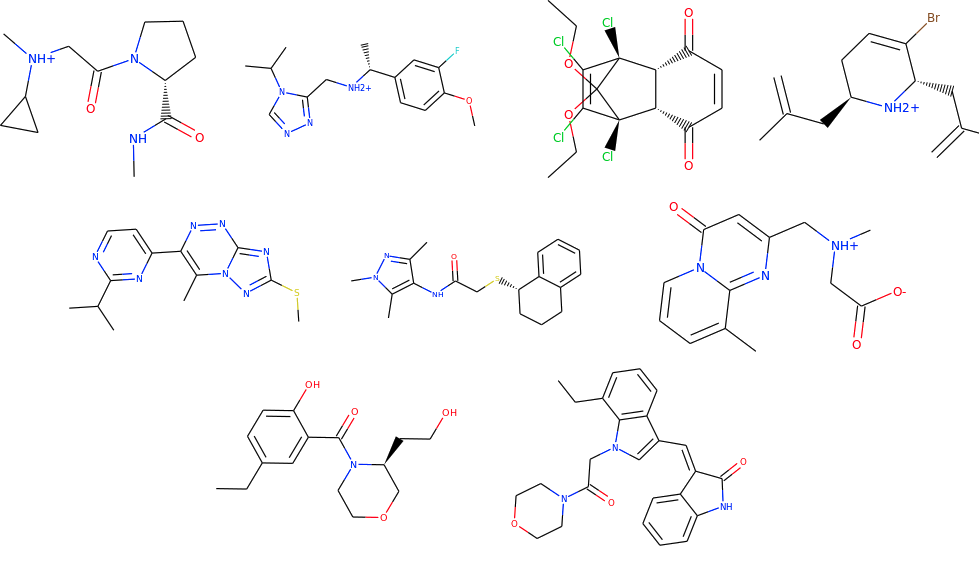 NH+ N O O NH
N N N NH2+ F O
Cl Cl O O Cl Cl O O
Br NH2+
N N N N N N N S
N N NH O S
O N N NH+ O- O
OH O OH N O
N N O O O NH